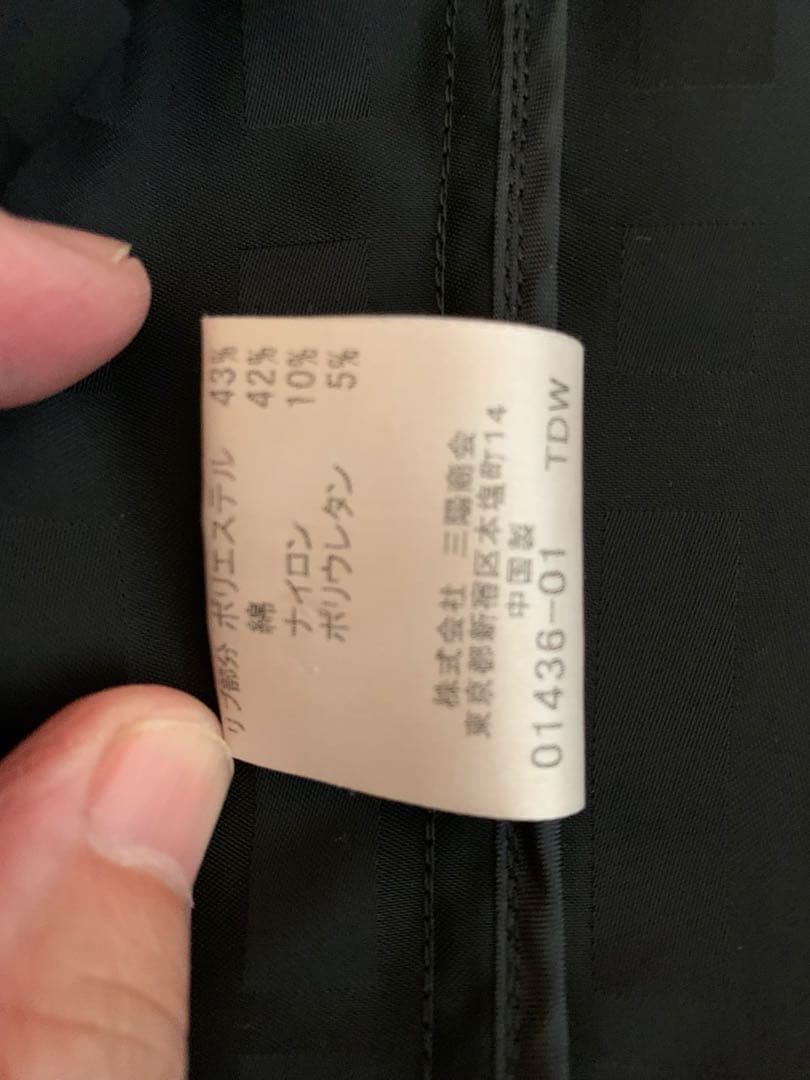 リブ部分 ポリエステル 43%
綿 42%
ナイロン 10%
ポリウレタン 5%
株式会社 三陽商会
東京都新宿区本塩町14
中国製
01436-01 TDW